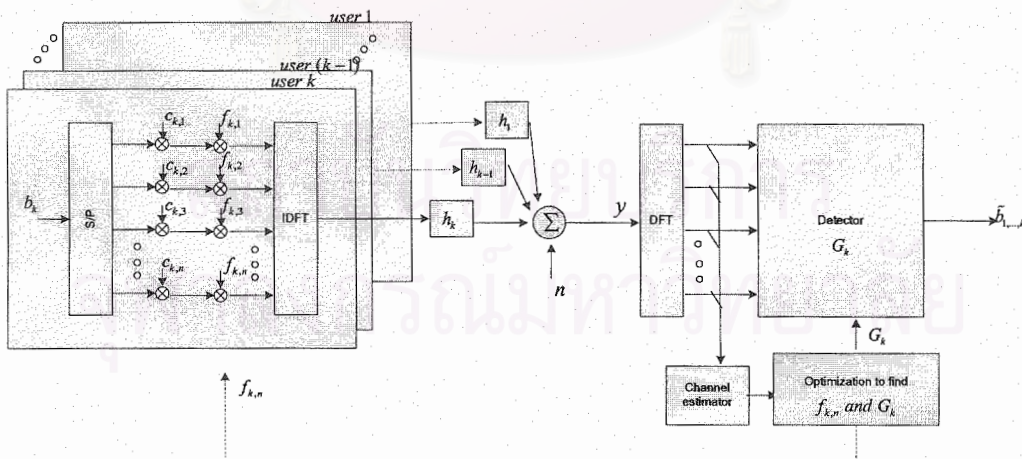 user 1
user (k−1)
user k
c_{k,1}
f_{k,1}
c_{k,2}
f_{k,2}
c_{k,3}
f_{k,3}
c_{k,n}
f_{k,n}
b_k
S/P
IDFT
h_1
h_{k−1}
h_k
Σ
n
y
DFT
Detector
G_k
G_k
Channel
estimator
Optimization to find
f_{k,n} and G_k
f_{k,n}